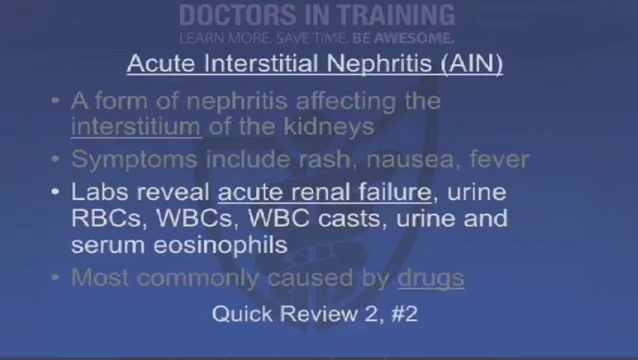 DOCTORS IN TRAINING
LEARN MORE. SAVE TIME. BE AWESOME.
Acute Interstitial Nephritis (AIN)
• A form of nephritis affecting the
interstitium of the kidneys
• Symptoms include rash, nausea, fever
• Labs reveal acute renal failure, urine
RBCs, WBCs, WBC casts, urine and
serum eosinophils
• Most commonly caused by drugs
Quick Review 2, #2